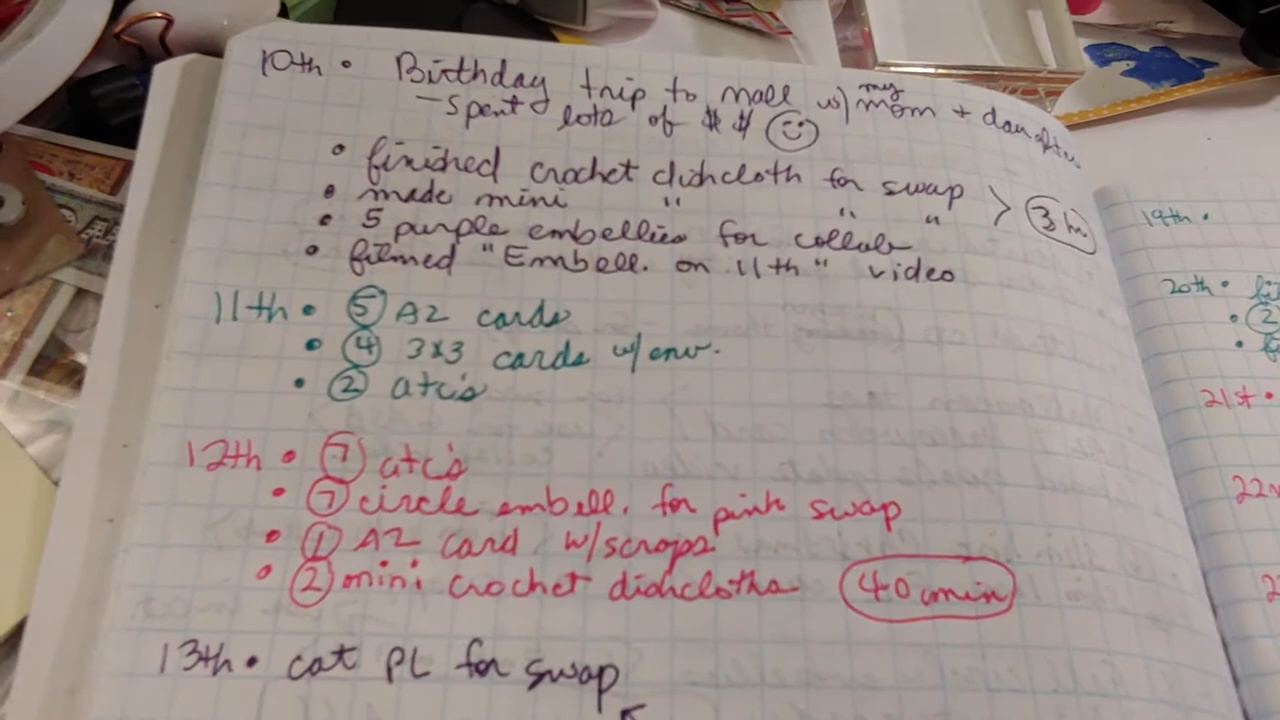 10th • Birthday trip to mall w/ my mom + daughter
- spent lots of $$ ☺
• finished crochet dishcloth for swap
• made mini " " " > 3 hr
• 5 purple embellies for collab
• filmed "Embell. on 11th" video
11th • ⑤ A2 cards
• ④ 3x3 cards w/env.
• ② atc's
12th • ⑦ atc's
• ⑦ circle embell. for pink swap
• ① A2 card w/scraps
• ② mini crochet dishcloths 40 min
13th • cat PL for swap
19th •
20th •
• ②
•
21st •